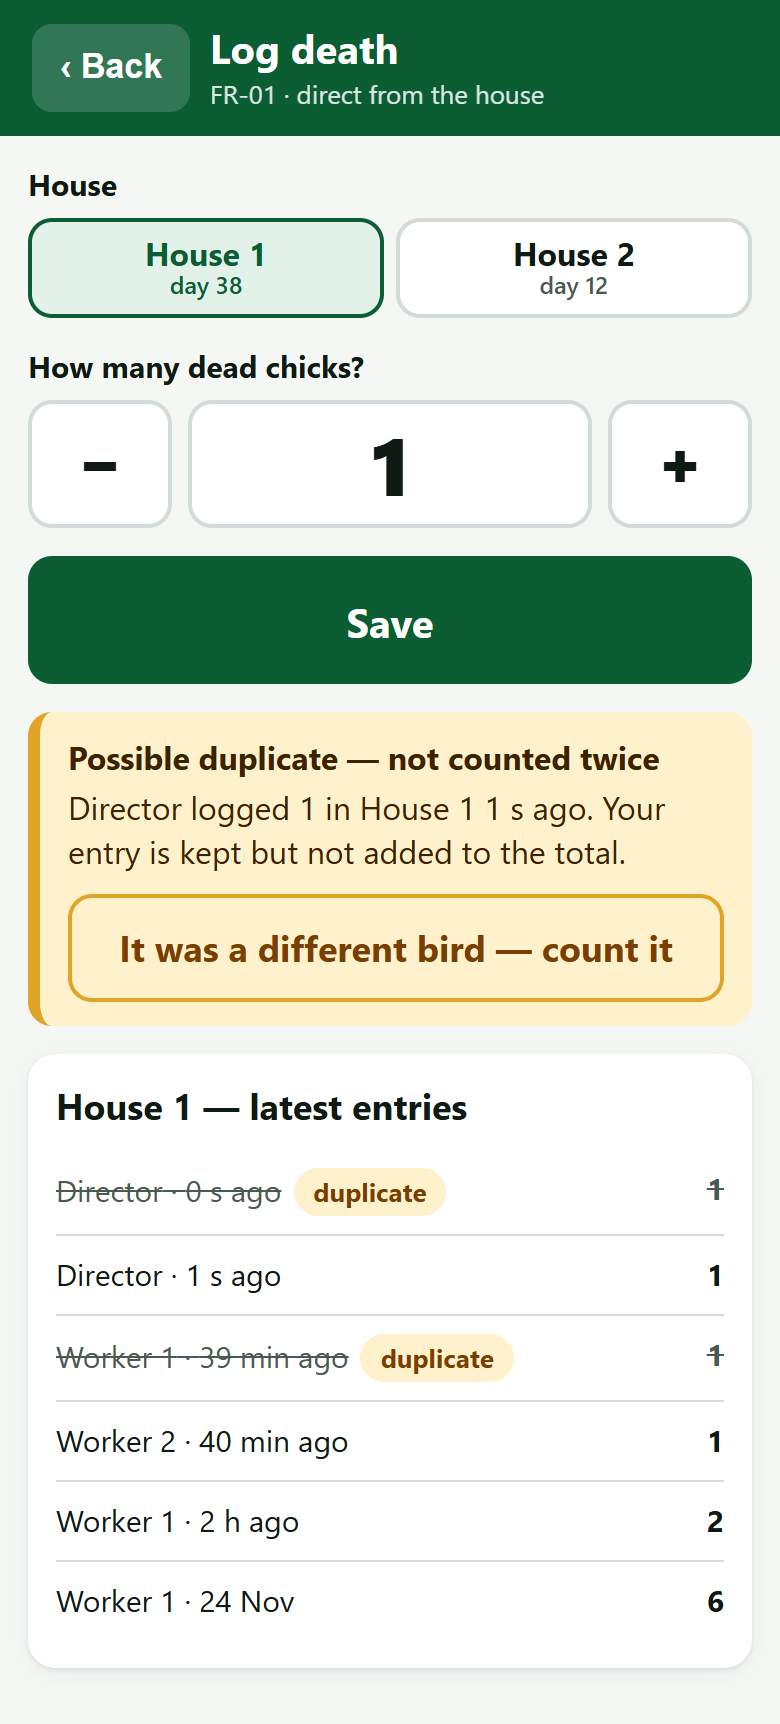 ‹ Back
Log death
FR-01 · direct from the house
House
House 1
day 38
House 2
day 12
How many dead chicks?
− 1 +
Save
Possible duplicate — not counted twice
Director logged 1 in House 1 1 s ago. Your
entry is kept but not added to the total.
It was a different bird — count it
House 1 — latest entries
Director · 0 s ago duplicate 1
Director · 1 s ago 1
Worker 1 · 39 min ago duplicate 1
Worker 2 · 40 min ago 1
Worker 1 · 2 h ago 2
Worker 1 · 24 Nov 6